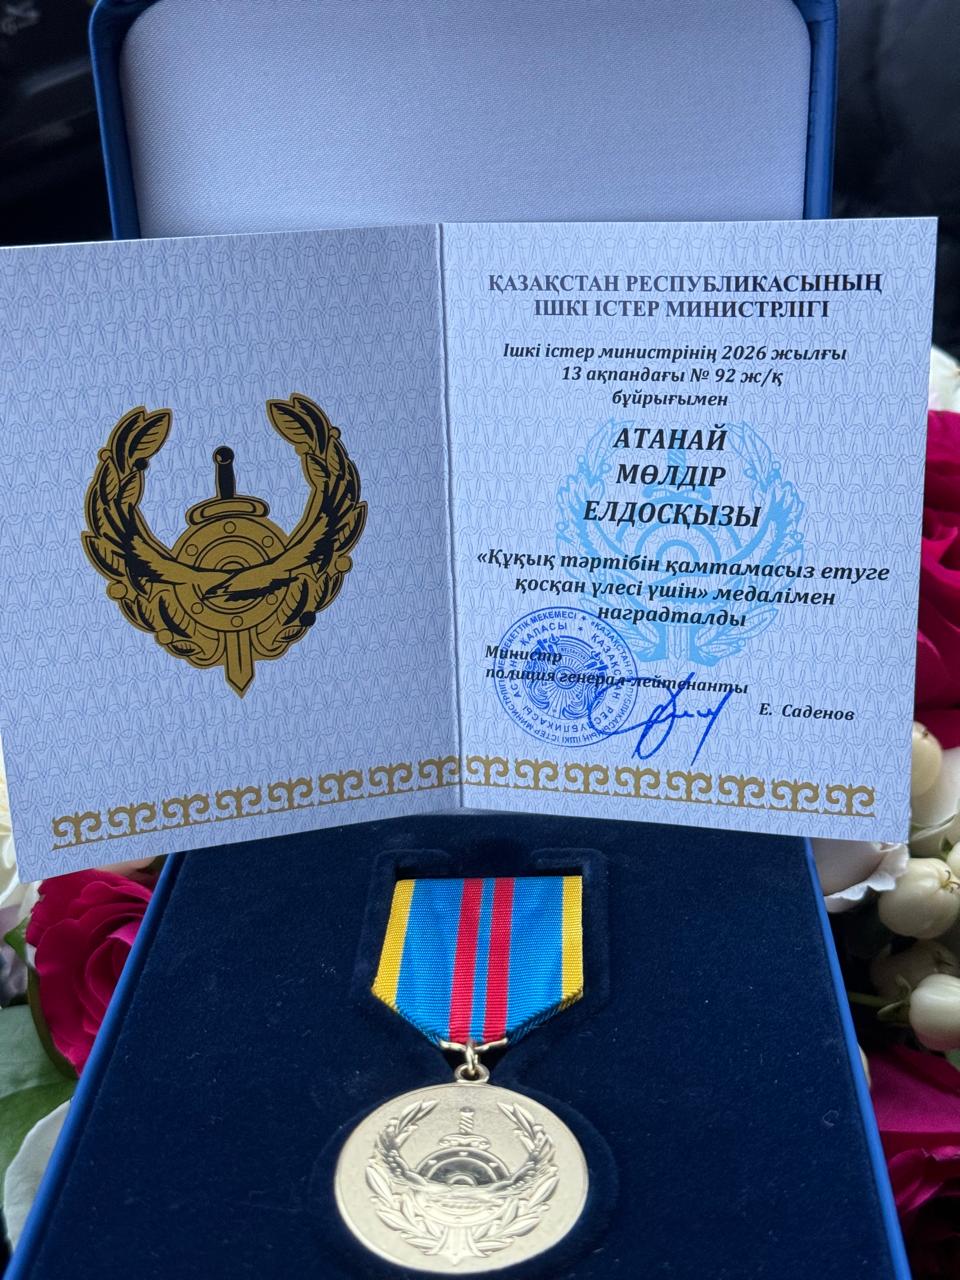 ҚАЗАҚСТАН РЕСПУБЛИКАСЫНЫҢ
ІШКІ ІСТЕР МИНИСТРЛІГІ
Ішкі істер министрінің 2026 жылғы
13 ақпандағы № 92 ж/қ
бұйрығымен
АТАНАЙ
МӨЛДІР
ЕЛДОСҚЫЗЫ
«Құқық тәртібін қамтамасыз етуге
қосқан үлесі үшін» медалімен
наградталды
Министр
полиция генерал-лейтенанты
Е. Саденов